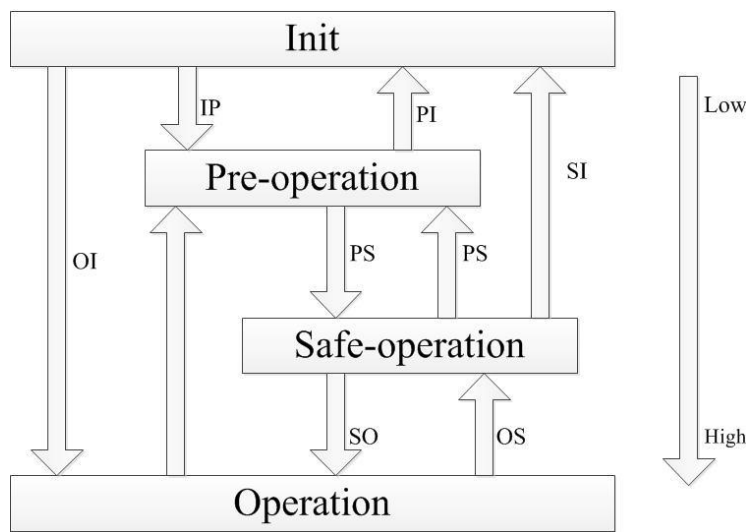 Init
IP
PI
Low
Pre-operation
SI
OI
PS
PS
Safe-operation
SO
OS
High
Operation